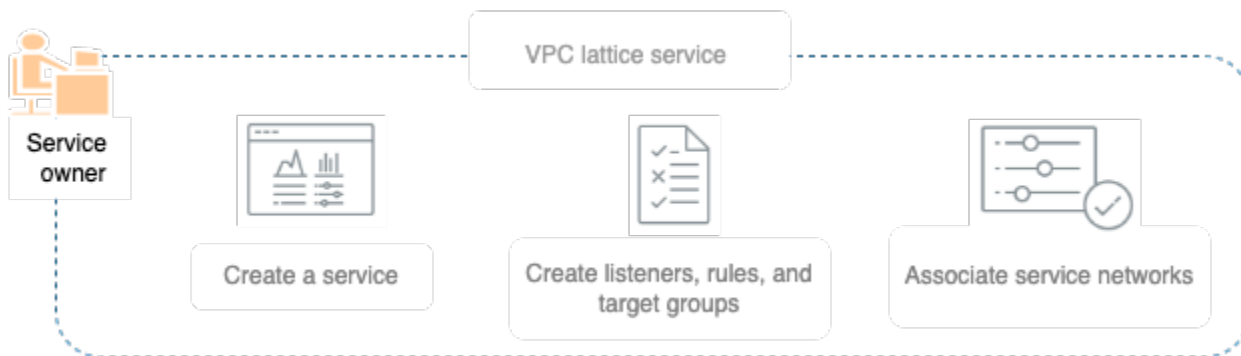 VPC lattice service
Service
owner
Create a service
Create listeners, rules, and
target groups
Associate service networks